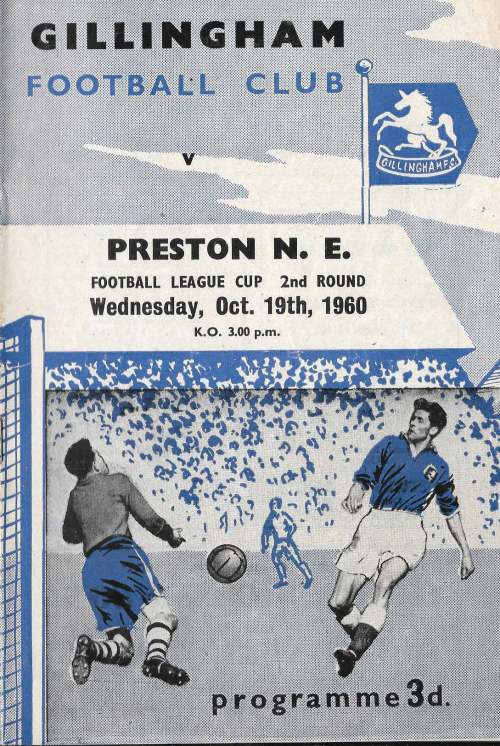 GILLINGHAM
FOOTBALL CLUB
GILLINGHAM F.C.
v
PRESTON N. E.
FOOTBALL LEAGUE CUP 2nd ROUND
Wednesday, Oct. 19th, 1960
K.O. 3.00 p.m.
programme 3d.